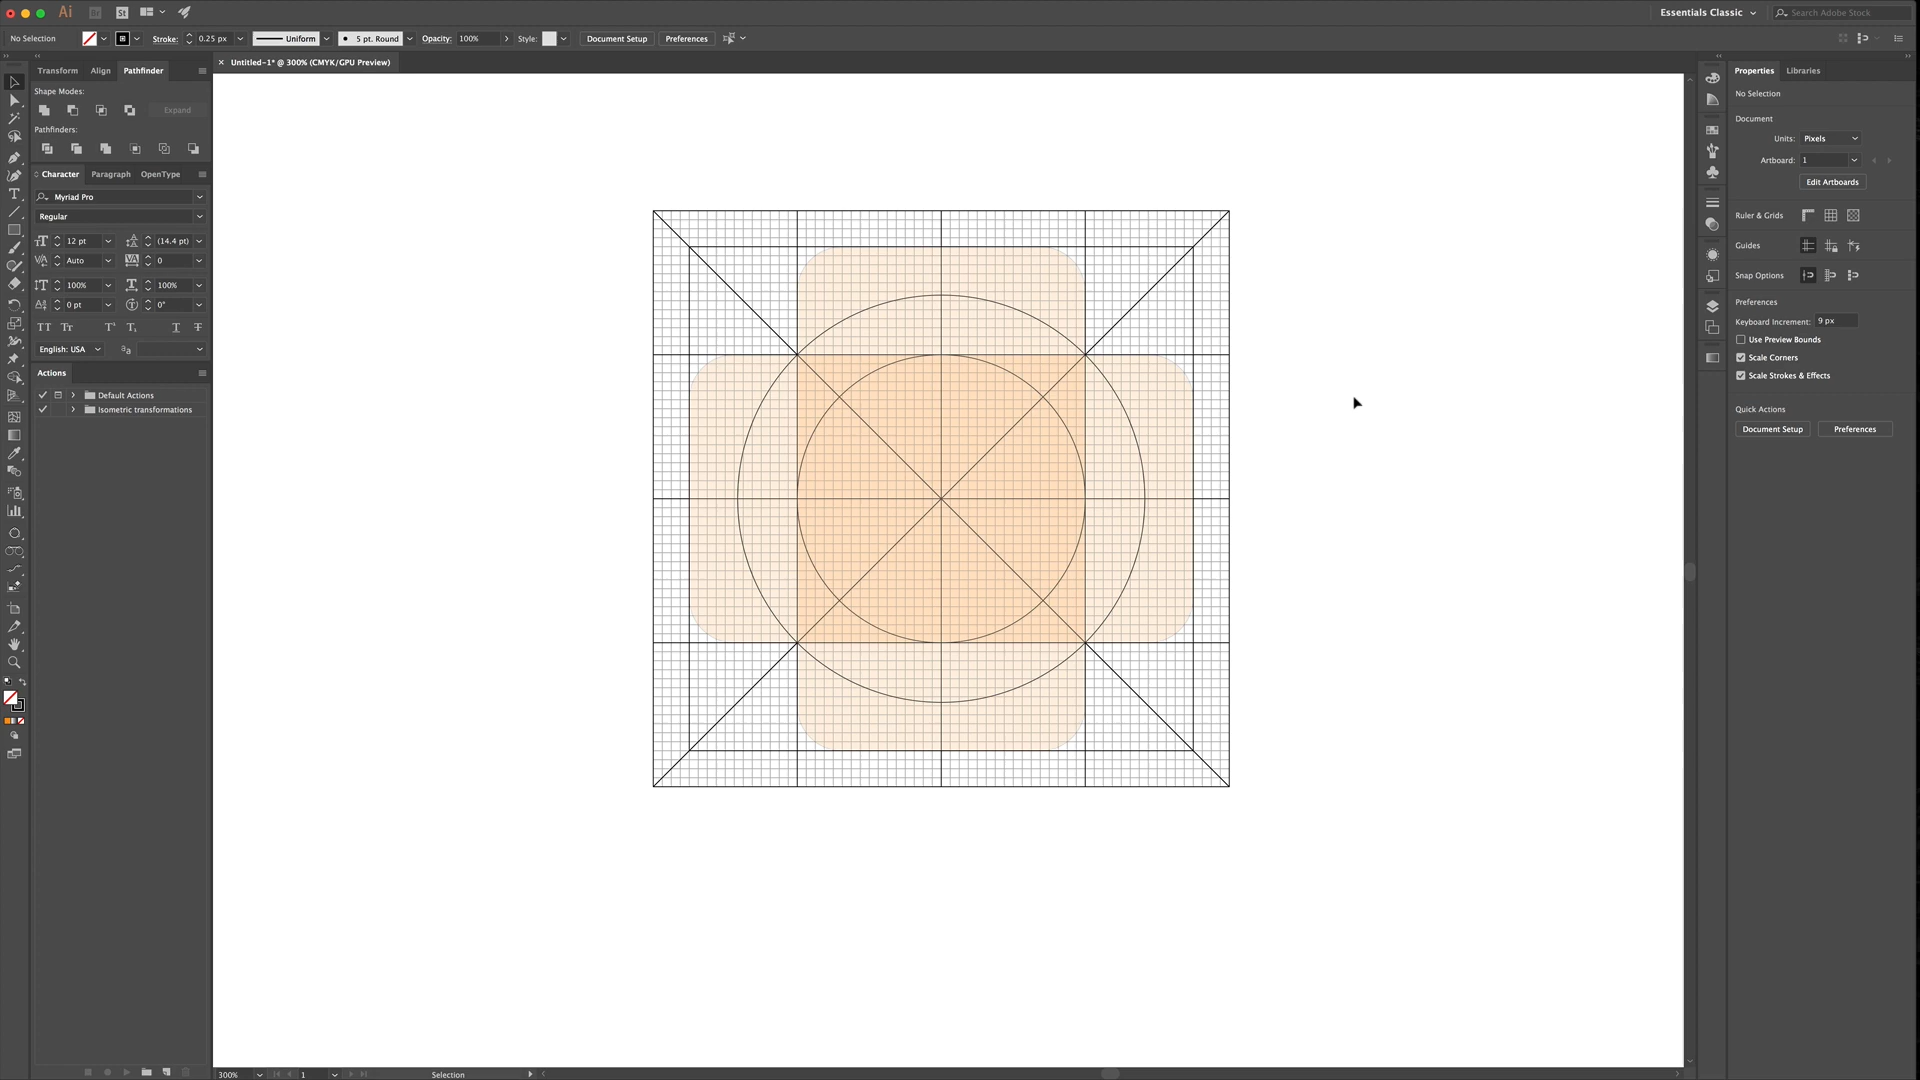 Ai Br St Essentials Classic Search Adobe Stock
No Selection Stroke: 0.25 px Uniform 5 pt. Round Opacity: 100% Style: Document Setup Preferences
Untitled-1* @ 300% (CMYK/GPU Preview)
Transform Align Pathfinder
Shape Modes:
Expand
Pathfinders:
Character Paragraph OpenType
Myriad Pro
Regular
12 pt (14.4 pt)
Auto 0
100% 100%
0 pt 0°
English: USA
Actions
Default Actions
Isometric transformations
Properties Libraries
No Selection
Document
Units: Pixels
Artboard: 1
Edit Artboards
Ruler & Grids
Guides
Snap Options
Preferences
Keyboard Increment: 9 px
Use Preview Bounds
Scale Corners
Scale Strokes & Effects
Quick Actions
Document Setup Preferences
300% 1 Selection